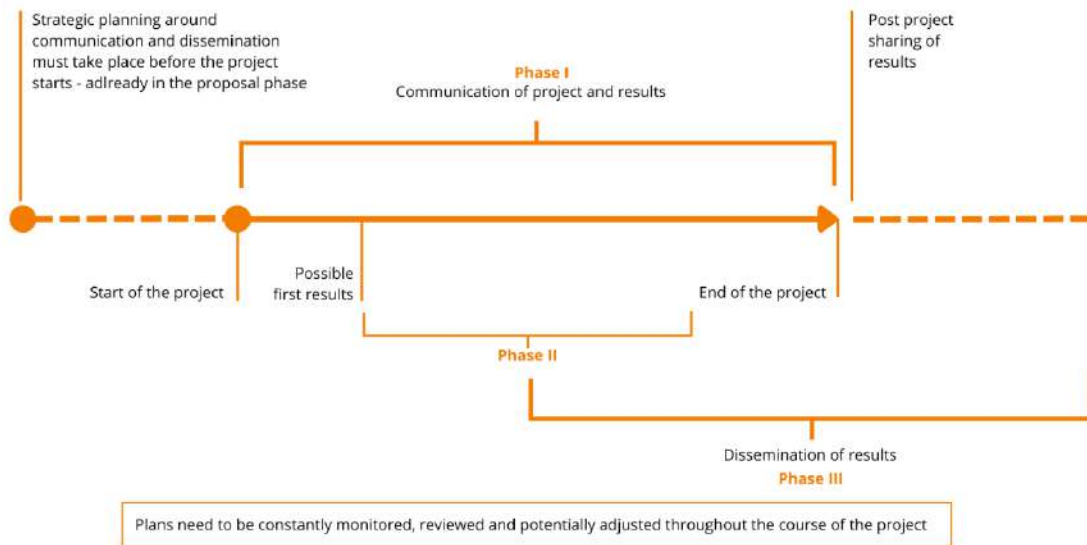 Strategic planning around
communication and dissemination
must take place before the project
starts - adlready in the proposal phase
Post project
sharing of
results
Phase I
Communication of project and results
Start of the project
Possible
first results
End of the project
Phase II
Dissemination of results
Phase III
Plans need to be constantly monitored, reviewed and potentially adjusted throughout the course of the project